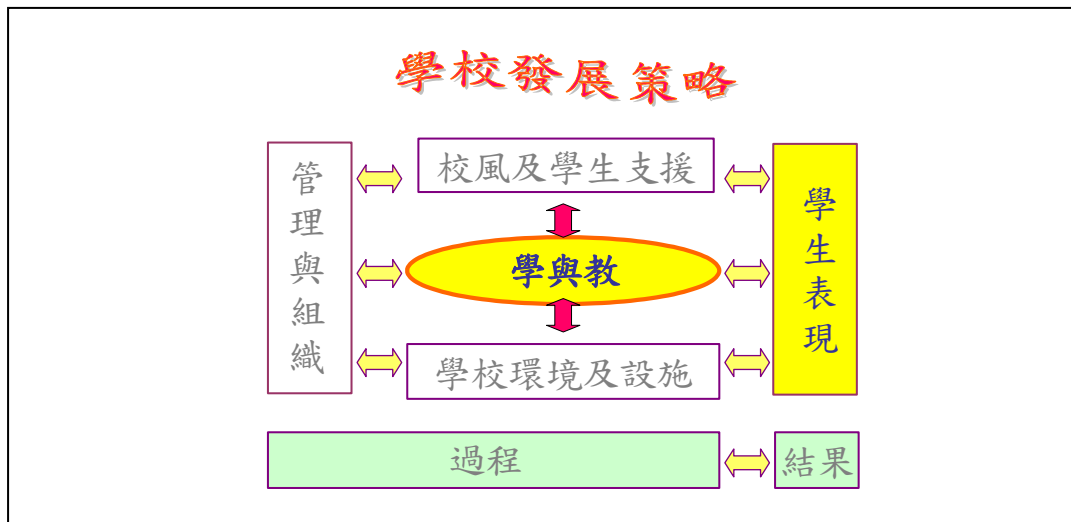 學校發展策略
管理與組織
校風及學生支援
學與教
學校環境及設施
學生表現
過程
結果